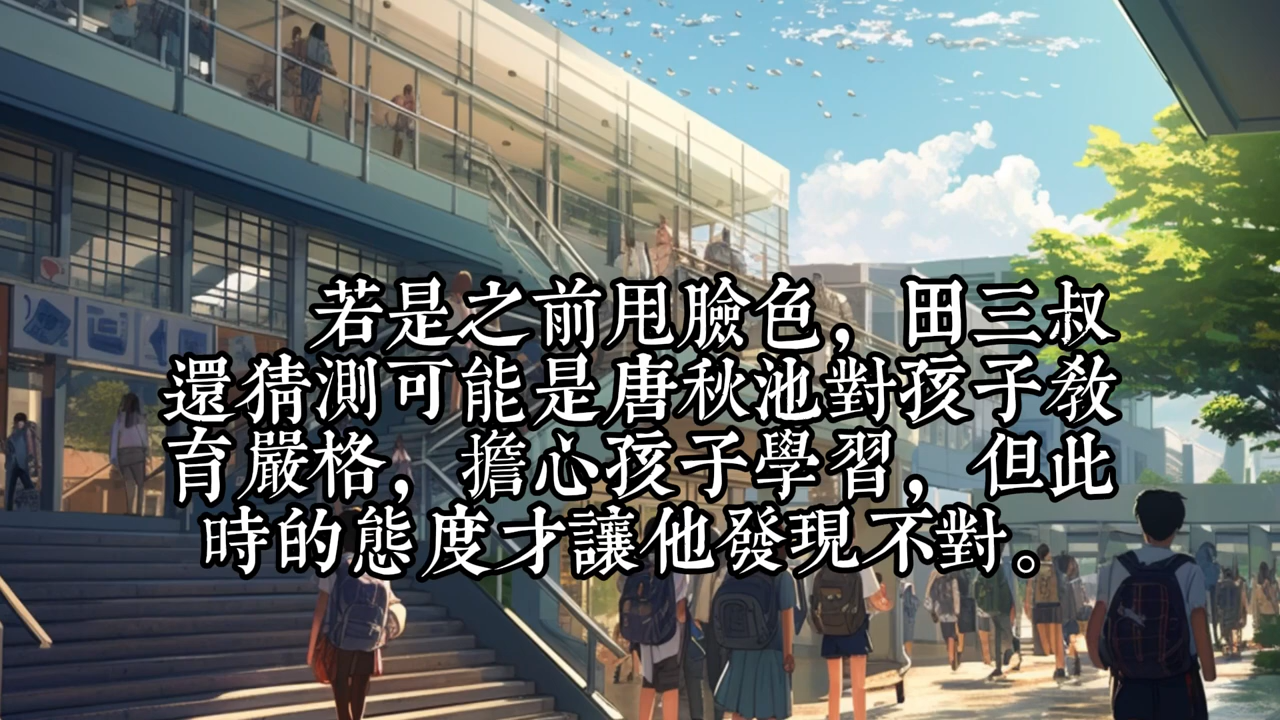 若是之前甩臉色，田三叔
還猜測可能是唐秋池對孩子教
育嚴格，擔心孩子學習，但此
時的態度才讓他發現不對。